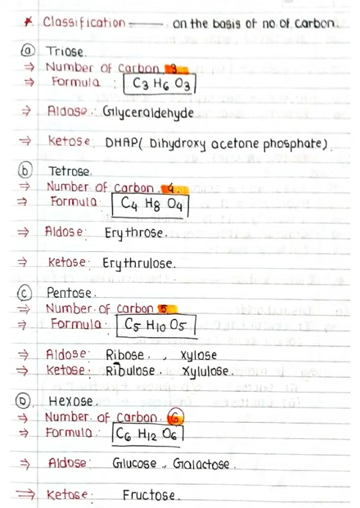 * Classification —— on the basis of no. of carbon.
ⓐ Triose.
⇒ Number of Carbon 3
⇒ Formula : C3 H6 O3
⇒ Aldose : Glyceraldehyde
⇒ Ketose. DHAP( Dihydroxy acetone phosphate)
ⓑ Tetrose.
⇒ Number of carbon. 4.
⇒ Formula C4 H8 O4
⇒ Aldose: Erythrose.
⇒ Ketose: Erythrulose.
ⓒ Pentose.
⇒ Number. of carbon 5
⇒ Formula: C5 H10 O5
⇒ Aldose: Ribose. , xylose
⇒ Ketose: Ribulose. xylulose.
ⓓ Hexose.
⇒ Number. of carbon. 6
⇒ Formula.: C6 H12 O6
⇒ Aldose: Glucose, Galactose.
⇒ Ketose: Fructose.